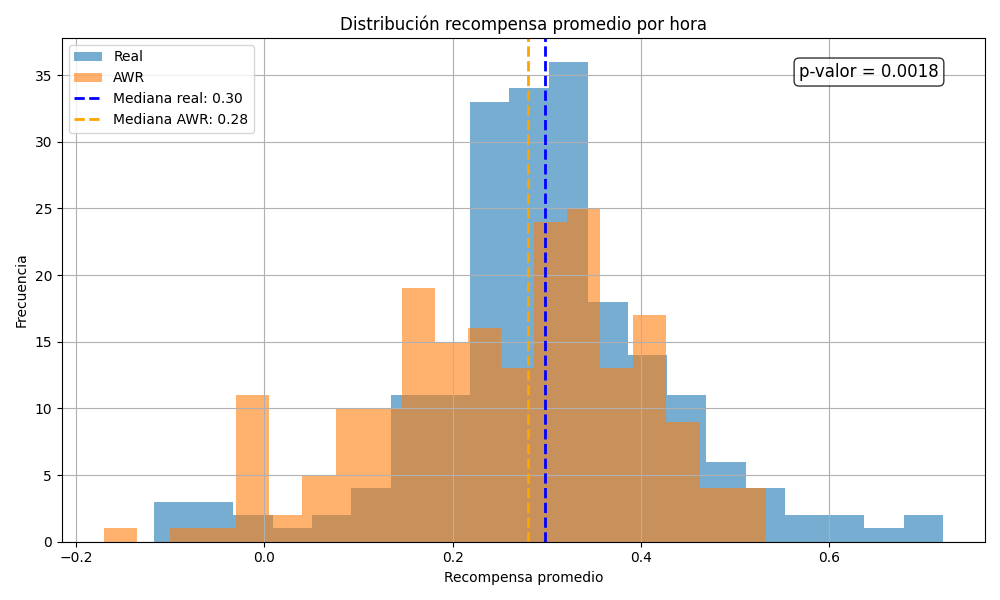 Distribución recompensa promedio por hora
Real
AWR
Mediana real: 0.30
Mediana AWR: 0.28
p-valor = 0.0018
Frecuencia
35
30
25
20
15
10
5
0
−0.2
0.0
0.2
0.4
0.6
Recompensa promedio